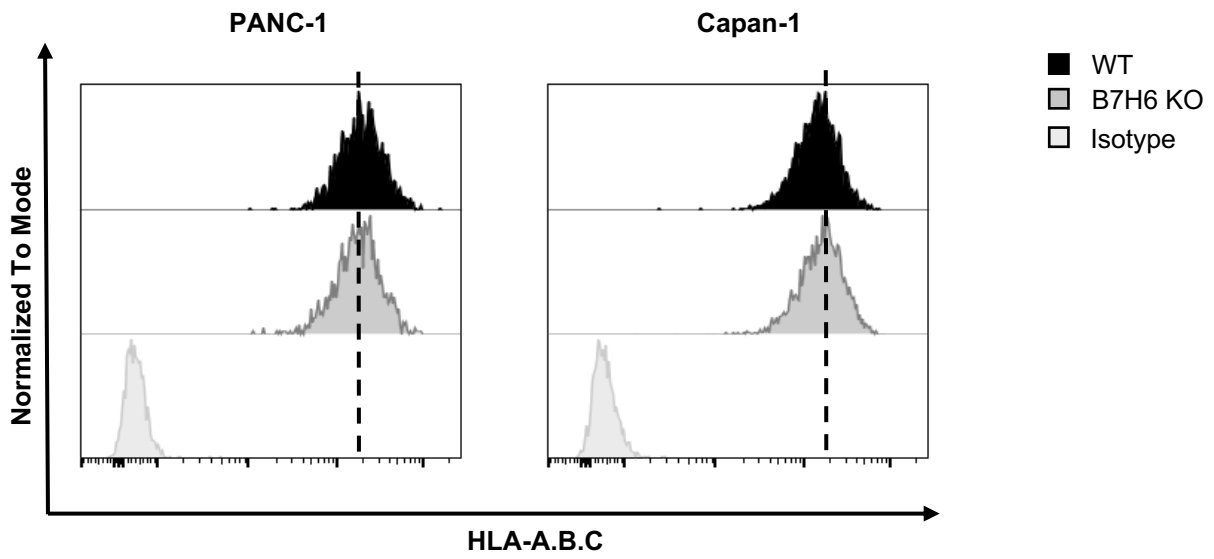 PANC-1
Capan-1
WT
B7H6 KO
Isotype
Normalized To Mode
HLA-A.B.C